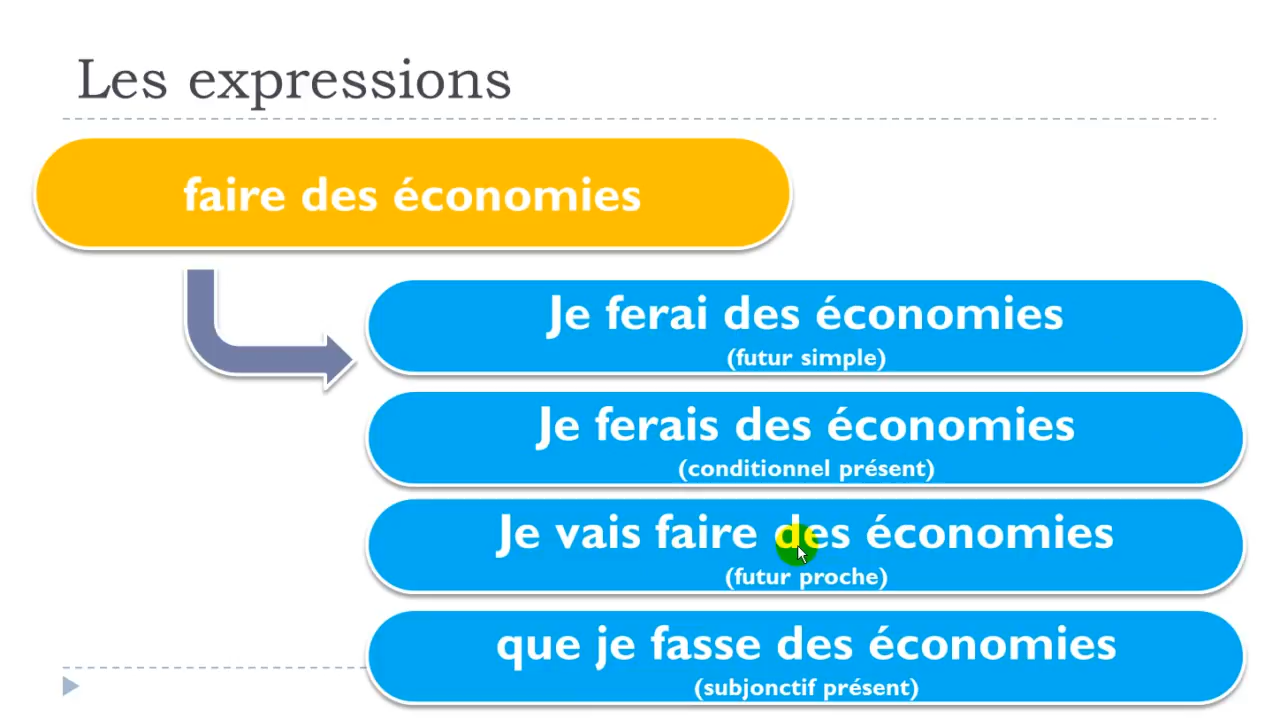 Les expressions
faire des économies
Je ferai des économies
(futur simple)
Je ferais des économies
(conditionnel présent)
Je vais faire des économies
(futur proche)
que je fasse des économies
(subjonctif présent)